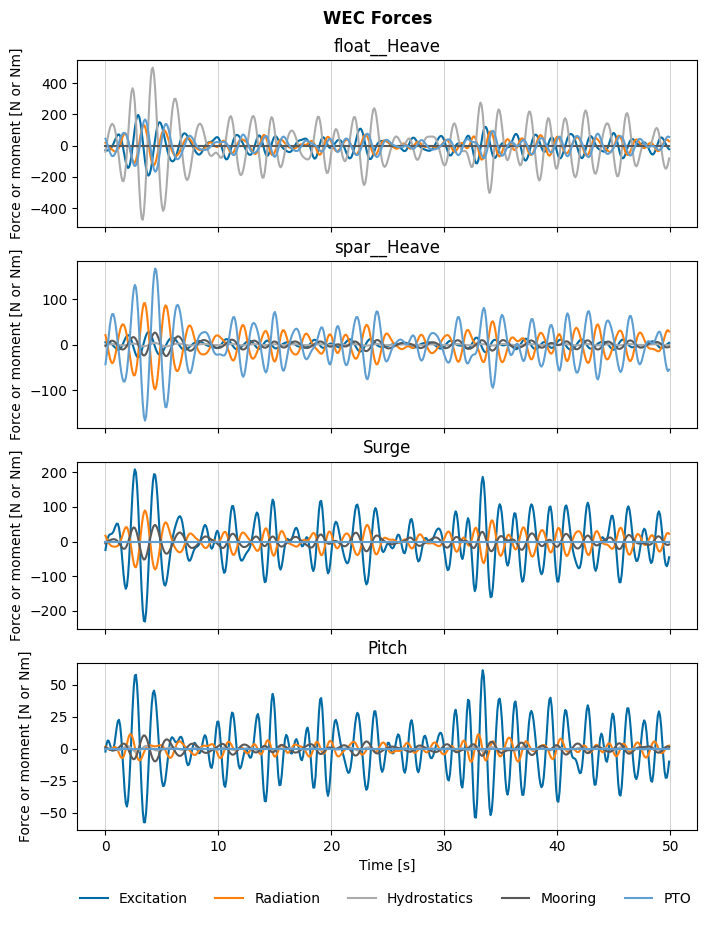 WEC Forces
float__Heave
Force or moment [N or Nm]
400
200
0
−200
−400
spar__Heave
Force or moment [N or Nm]
100
0
−100
Surge
Force or moment [N or Nm]
200
100
0
−100
−200
Pitch
Force or moment [N or Nm]
50
25
0
−25
−50
0 10 20 30 40 50
Time [s]
Excitation Radiation Hydrostatics Mooring PTO